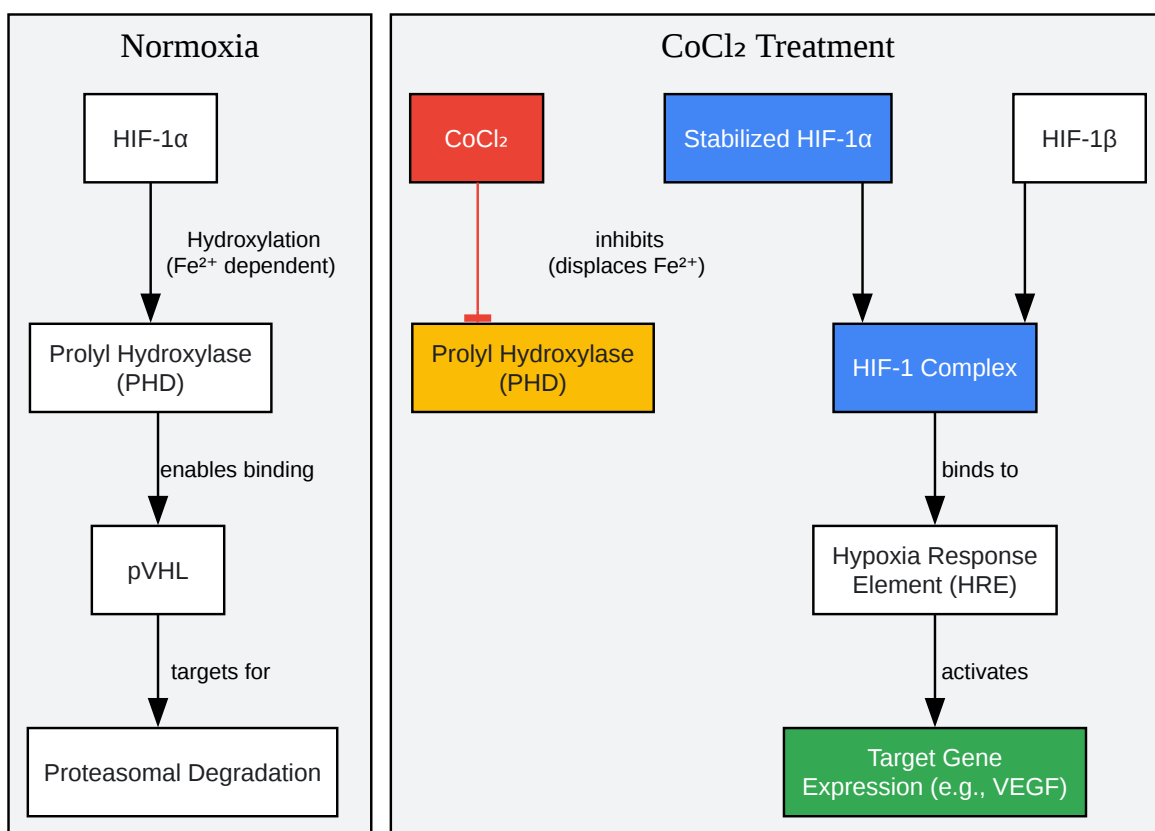 Normoxia
HIF-1α
Hydroxylation
(Fe²⁺ dependent)
Prolyl Hydroxylase
(PHD)
enables binding
pVHL
targets for
Proteasomal Degradation
CoCl₂ Treatment
CoCl₂
Stabilized HIF-1α
HIF-1β
inhibits
(displaces Fe²⁺)
Prolyl Hydroxylase
(PHD)
HIF-1 Complex
binds to
Hypoxia Response
Element (HRE)
activates
Target Gene
Expression (e.g., VEGF)